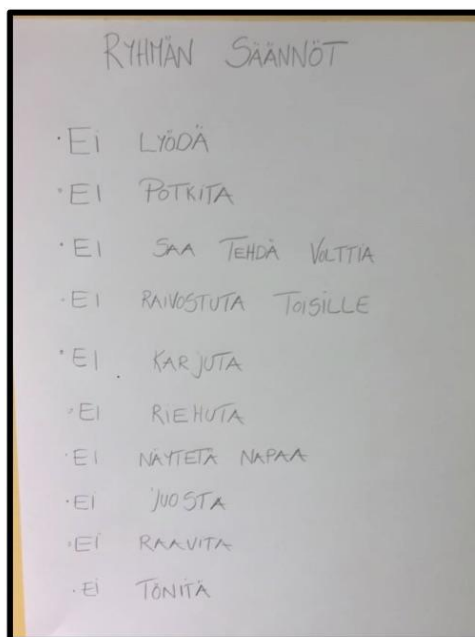 RYHMÄN SÄÄNNÖT
· Ei LYÖDÄ
· Ei POTKITA
· Ei SAA TEHDÄ VOLTTIA
· Ei RAIVOSTUTA TOISILLE
· Ei KARJUTA
· Ei RIEHUTA
· Ei NÄYTETÄ NAPAA
· Ei JUOSTA
· Ei RAAVITA
· Ei TÖNITÄ